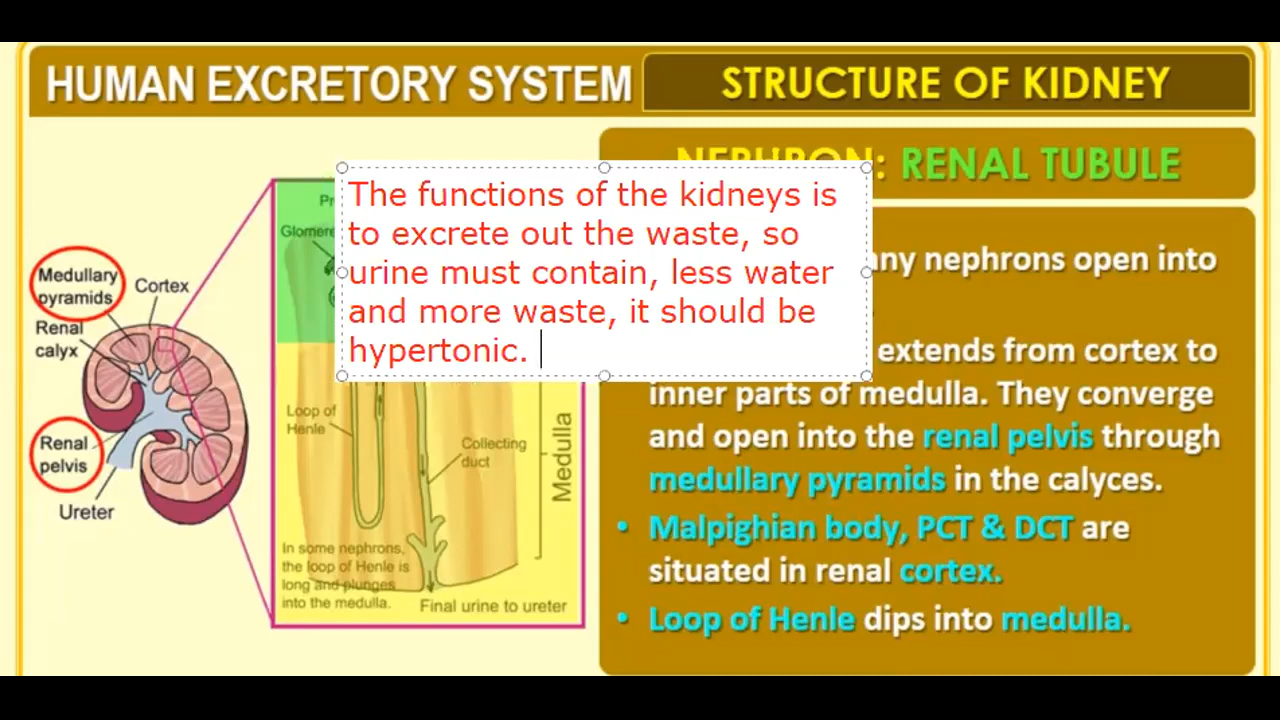 HUMAN EXCRETORY SYSTEM
STRUCTURE OF KIDNEY
NEPHRON: RENAL TUBULE
The functions of the kidneys is
to excrete out the waste, so
urine must contain, less water
and more waste, it should be
hypertonic.
nephrons open into
extends from cortex to
inner parts of medulla. They converge
and open into the renal pelvis through
medullary pyramids in the calyces.
• Malpighian body, PCT & DCT are
situated in renal cortex.
• Loop of Henle dips into medulla.
Medullary
pyramids
Cortex
Renal
calyx
Renal
pelvis
Ureter
Loop of
Henle
Collecting
duct
Medulla
In some nephrons,
the loop of Henle is
long and plunges
into the medulla.
Final urine to ureter